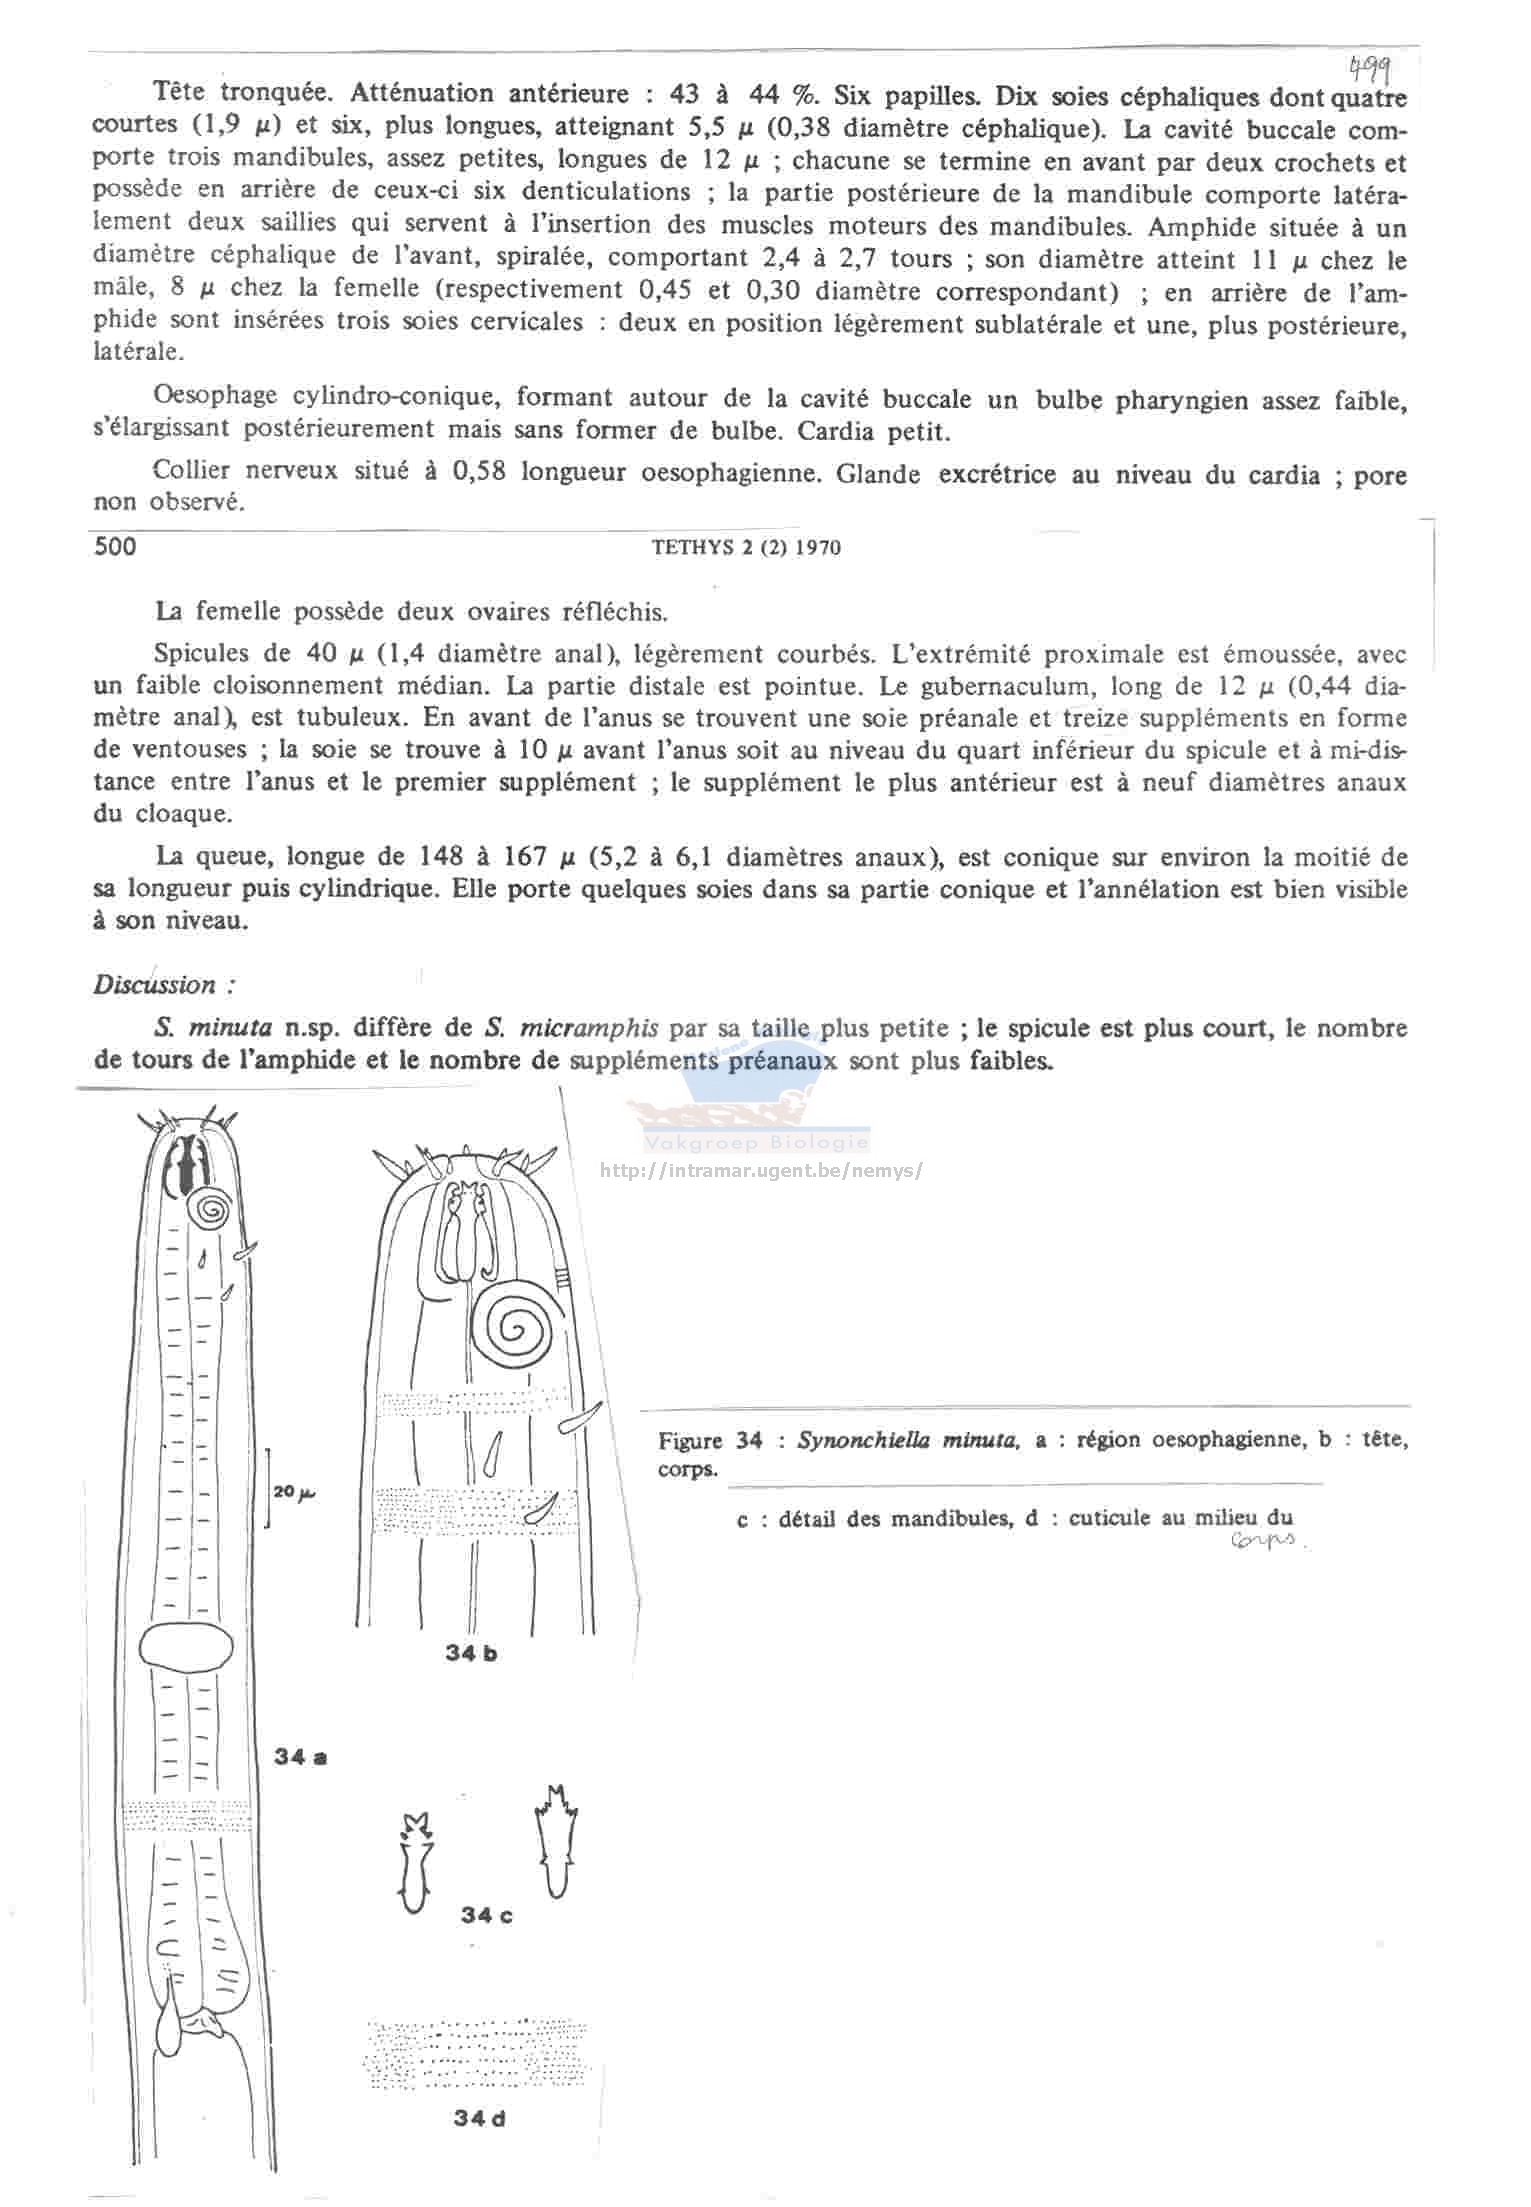 499
Tête tronquée. Atténuation antérieure : 43 à 44 %. Six papilles. Dix soies céphaliques dont quatre
courtes (1,9 µ) et six, plus longues, atteignant 5,5 µ (0,38 diamètre céphalique). La cavité buccale com-
porte trois mandibules, assez petites, longues de 12 µ ; chacune se termine en avant par deux crochets et
possède en arrière de ceux-ci six denticulations ; la partie postérieure de la mandibule comporte latéra-
lement deux saillies qui servent à l'insertion des muscles moteurs des mandibules. Amphide située à un
diamètre céphalique de l'avant, spiralée, comportant 2,4 à 2,7 tours ; son diamètre atteint 11 µ chez le
mâle, 8 µ chez la femelle (respectivement 0,45 et 0,30 diamètre correspondant) ; en arrière de l'am-
phide sont insérées trois soies cervicales : deux en position légèrement sublatérale et une, plus postérieure,
latérale.
Oesophage cylindro-conique, formant autour de la cavité buccale un bulbe pharyngien assez faible,
s'élargissant postérieurement mais sans former de bulbe. Cardia petit.
Collier nerveux situé à 0,58 longueur oesophagienne. Glande excrétrice au niveau du cardia ; pore
non observé.
500 TETHYS 2 (2) 1970
La femelle possède deux ovaires réfléchis.
Spicules de 40 µ (1,4 diamètre anal), légèrement courbés. L'extrémité proximale est émoussée, avec
un faible cloisonnement médian. La partie distale est pointue. Le gubernaculum, long de 12 µ (0,44 dia-
mètre anal), est tubuleux. En avant de l'anus se trouvent une soie préanale et treize suppléments en forme
de ventouses ; la soie se trouve à 10 µ avant l'anus soit au niveau du quart inférieur du spicule et à mi-dis-
tance entre l'anus et le premier supplément ; le supplément le plus antérieur est à neuf diamètres anaux
du cloaque.
La queue, longue de 148 à 167 µ (5,2 à 6,1 diamètres anaux), est conique sur environ la moitié de
sa longueur puis cylindrique. Elle porte quelques soies dans sa partie conique et l'annélation est bien visible
à son niveau.
Discussion :
S. minuta n.sp. diffère de S. micramphis par sa taille plus petite ; le spicule est plus court, le nombre
de tours de l'amphide et le nombre de suppléments préanaux sont plus faibles.
Vakgroep Biologie
http://intramar.ugent.be/nemys/
Figure 34 : Synonchiella minuta, a : région oesophagienne, b : tête,
corps.
c : détail des mandibules, d : cuticule au milieu du
corps.
20 µ
34 b
34 a
34 c
34 d